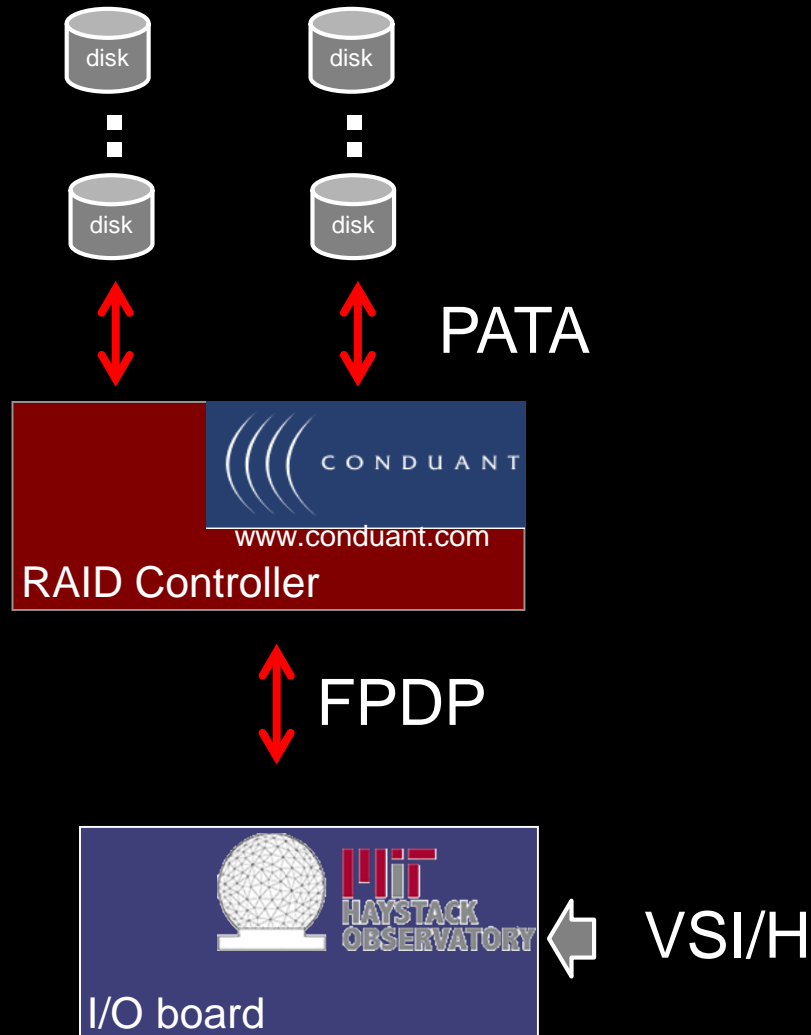 disk disk
disk disk
PATA
CONDUANT
www.conduant.com
RAID Controller
FPDP
MIT
HAYSTACK
OBSERVATORY
VSI/H
I/O board